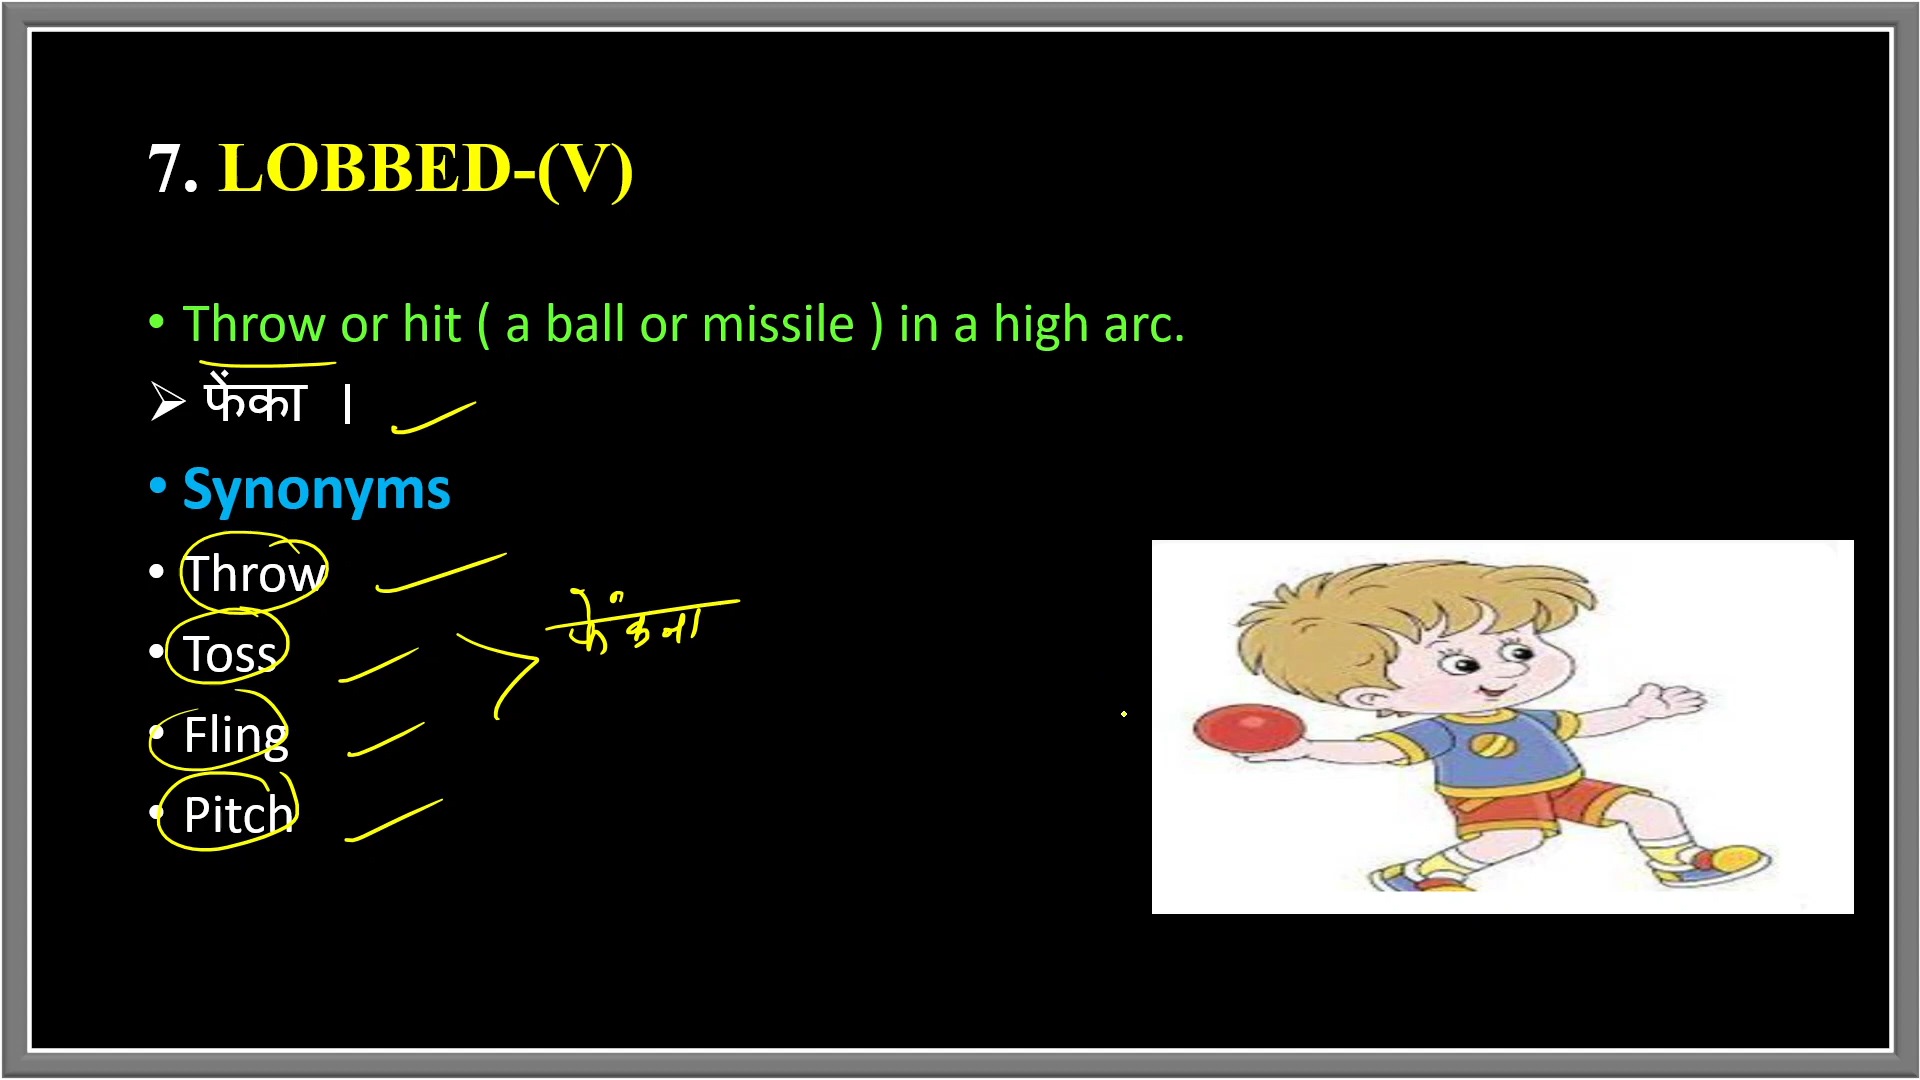 7. LOBBED-(V)
• Throw or hit ( a ball or missile ) in a high arc.
➢ फेंका ।
• Synonyms
• Throw
• Toss
फेंकना
• Fling
• Pitch